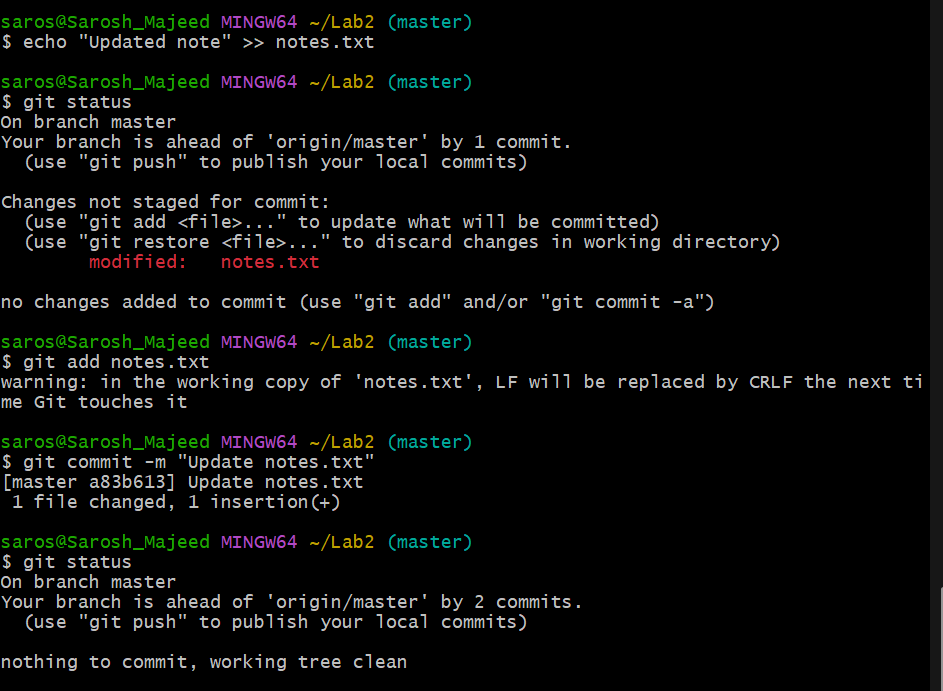 saros@Sarosh_Majeed MINGW64 ~/Lab2 (master)
$ echo "Updated note" >> notes.txt
saros@Sarosh_Majeed MINGW64 ~/Lab2 (master)
$ git status
On branch master
Your branch is ahead of 'origin/master' by 1 commit.
  (use "git push" to publish your local commits)
Changes not staged for commit:
  (use "git add <file>..." to update what will be committed)
  (use "git restore <file>..." to discard changes in working directory)
        modified:   notes.txt
no changes added to commit (use "git add" and/or "git commit -a")
saros@Sarosh_Majeed MINGW64 ~/Lab2 (master)
$ git add notes.txt
warning: in the working copy of 'notes.txt', LF will be replaced by CRLF the next ti
me Git touches it
saros@Sarosh_Majeed MINGW64 ~/Lab2 (master)
$ git commit -m "Update notes.txt"
[master a83b613] Update notes.txt
 1 file changed, 1 insertion(+)
saros@Sarosh_Majeed MINGW64 ~/Lab2 (master)
$ git status
On branch master
Your branch is ahead of 'origin/master' by 2 commits.
  (use "git push" to publish your local commits)
nothing to commit, working tree clean